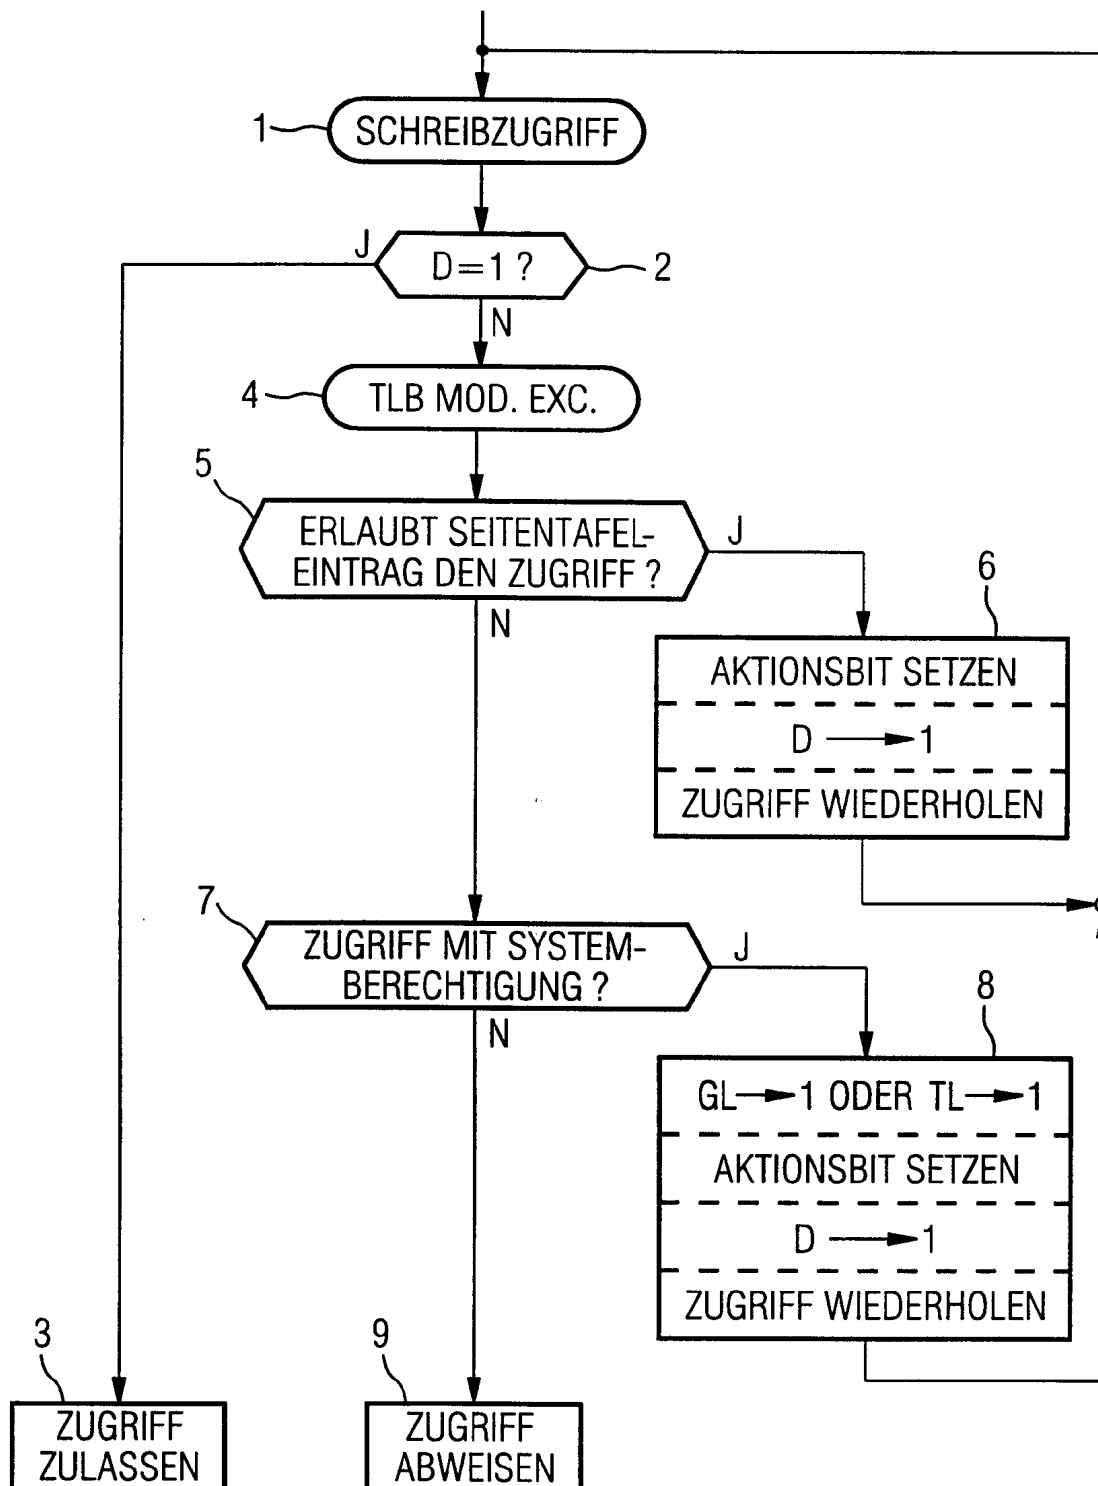 1
SCHREIBZUGRIFF
J
D=1 ?
2
N
4
TLB MOD. EXC.
5
ERLAUBT SEITENTAFEL-
EINTRAG DEN ZUGRIFF ?
J
N
6
AKTIONSBIT SETZEN
D → 1
ZUGRIFF WIEDERHOLEN
7
ZUGRIFF MIT SYSTEM-
BERECHTIGUNG ?
J
N
8
GL → 1 ODER TL → 1
AKTIONSBIT SETZEN
D → 1
ZUGRIFF WIEDERHOLEN
3
ZUGRIFF
ZULASSEN
9
ZUGRIFF
ABWEISEN